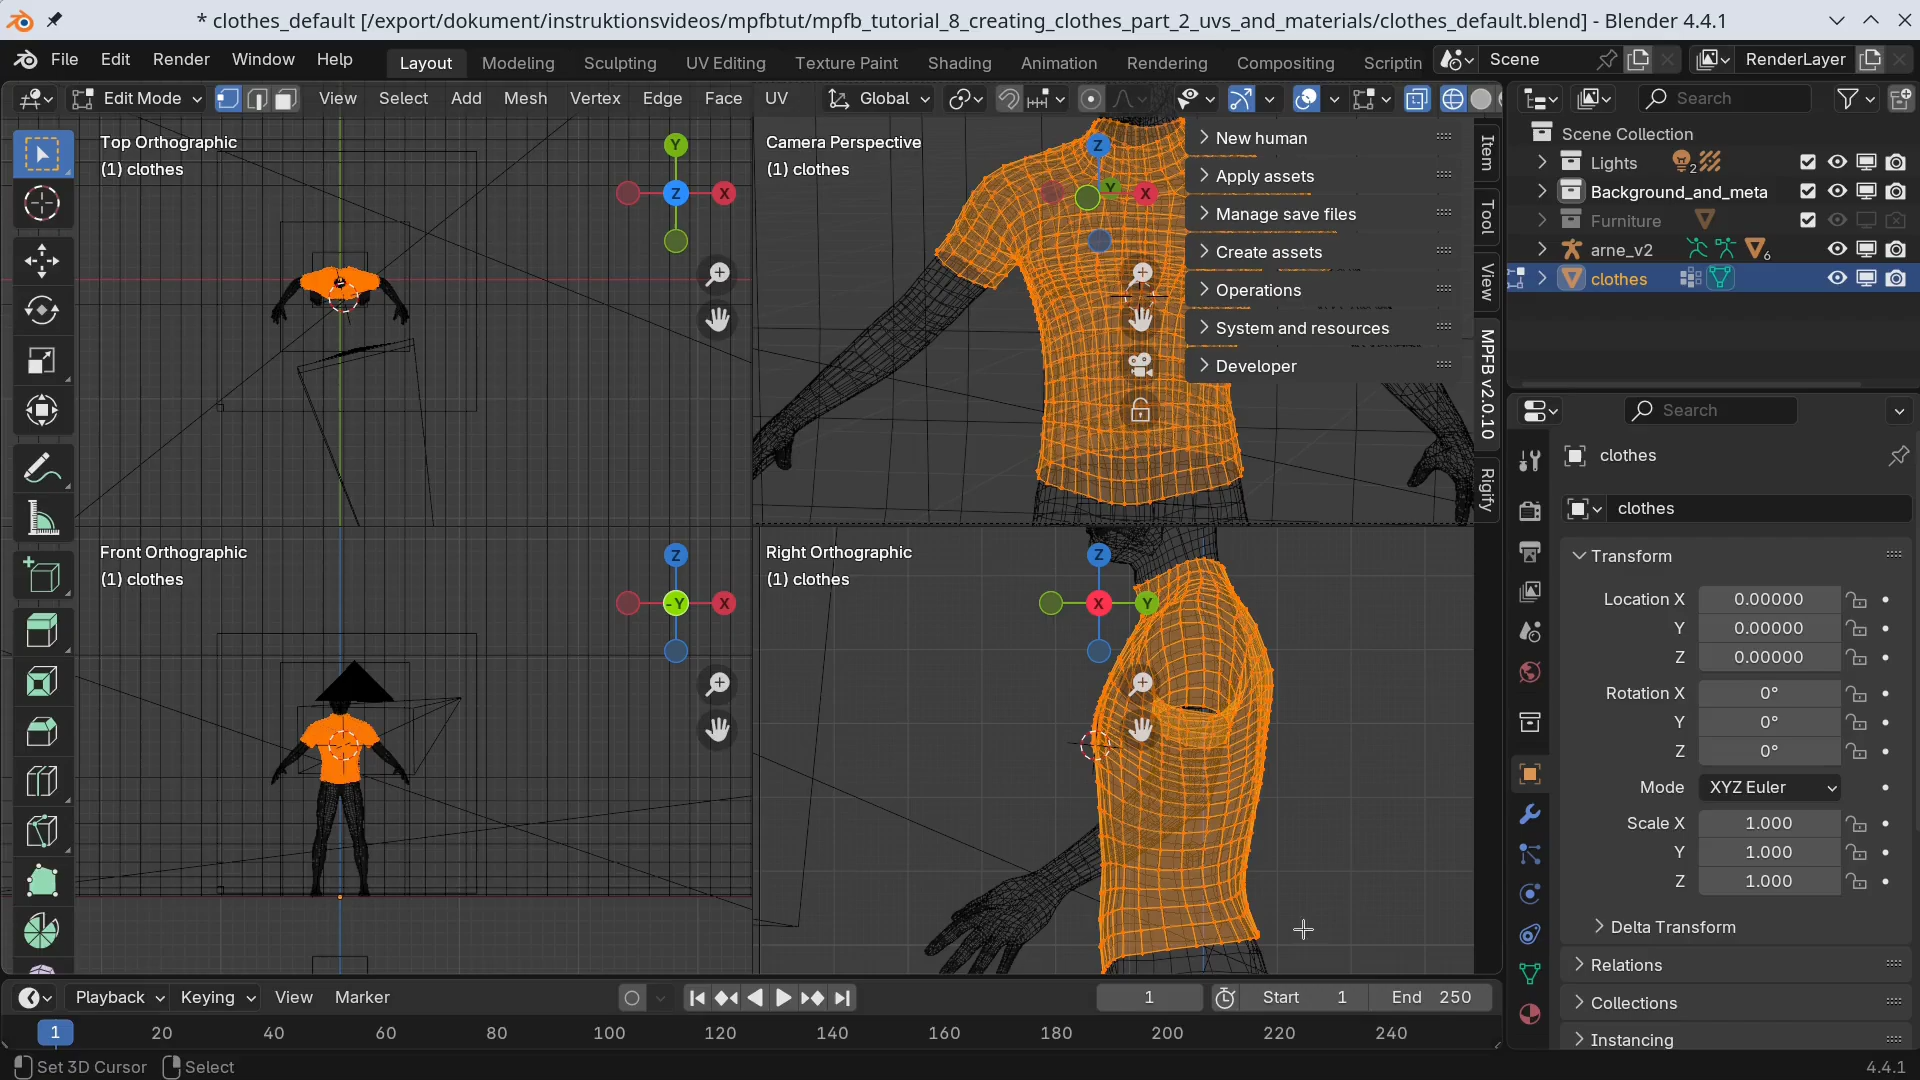 * clothes_default [/export/dokument/instruktionsvideos/mpfbtut/mpfb_tutorial_8_creating_clothes_part_2_uvs_and_materials/clothes_default.blend] - Blender 4.4.1
File Edit Render Window Help Layout Modeling Sculpting UV Editing Texture Paint Shading Animation Rendering Compositing Scriptin Scene RenderLayer
Edit Mode View Select Add Mesh Vertex Edge Face UV Global Search
Top Orthographic
(1) clothes
Y
Z
X
Camera Perspective
(1) clothes
Z
Y
X
New human
Apply assets
Manage save files
Create assets
Operations
System and resources
Developer
Item
Tool
View
MPFB v2.0.10
Rigify
Scene Collection
Lights 2
Background_and_meta
Furniture
arne_v2 6
clothes
Front Orthographic
(1) clothes
Z
-Y
X
Right Orthographic
(1) clothes
Z
X
Y
Search
clothes
clothes
Transform
Location X 0.00000
Y 0.00000
Z 0.00000
Rotation X 0°
Y 0°
Z 0°
Mode XYZ Euler
Scale X 1.000
Y 1.000
Z 1.000
Delta Transform
Relations
Collections
Instancing
Playback Keying View Marker 1 Start 1 End 250
1 20 40 60 80 100 120 140 160 180 200 220 240
Set 3D Cursor Select 4.4.1